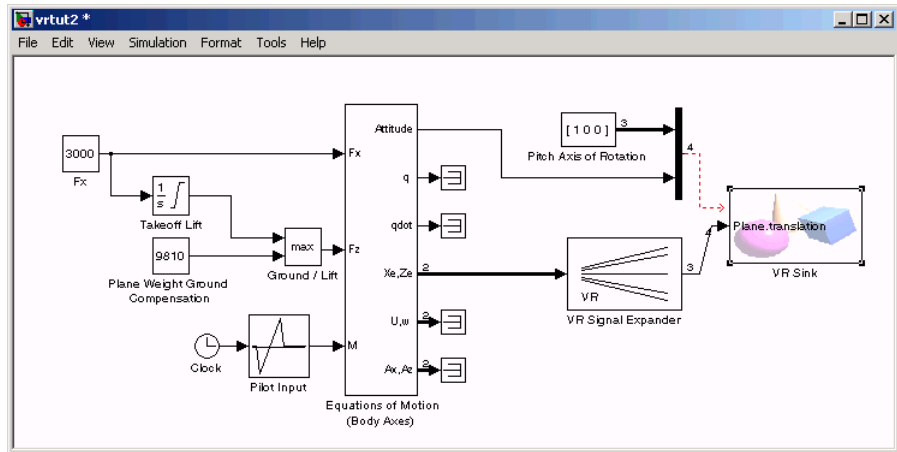 vrtut2 *
File Edit View Simulation Format Tools Help
3000
Fx
1
s
Takeoff Lift
9810
Plane Weight Ground
Compensation
max
Ground / Lift
Clock
Pilot Input
Fx
Fz
M
Attitude
q
qdot
Xe,Ze
U,w
Ax,Az
Equations of Motion
(Body Axes)
2
2
2
[ 1 0 0 ]
3
Pitch Axis of Rotation
4
VR
VR Signal Expander
3
4
Plane.translation
VR Sink